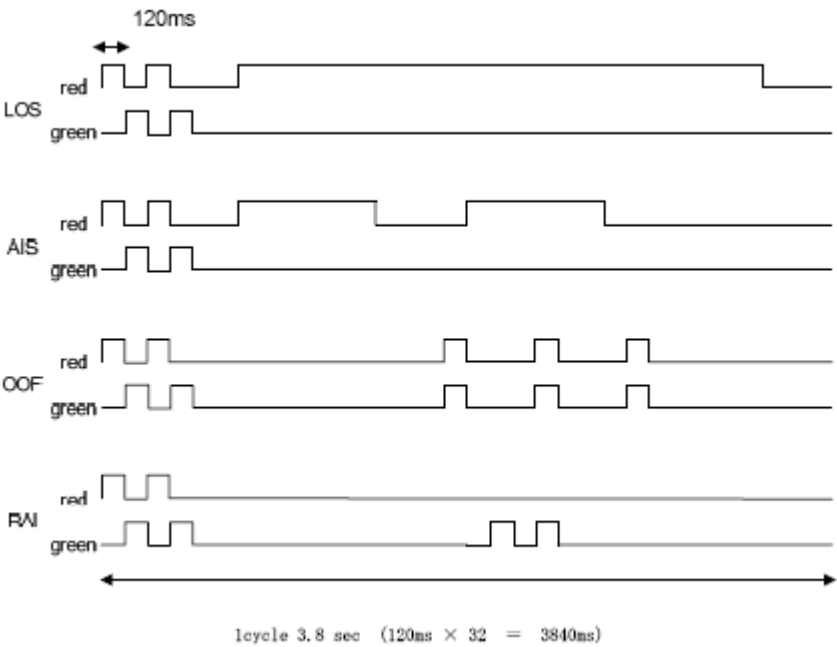 120ms
red
LOS
green
red
AIS
green
red
OOF
green
red
RAI
green
1cycle 3.8 sec (120ms × 32 = 3840ms)